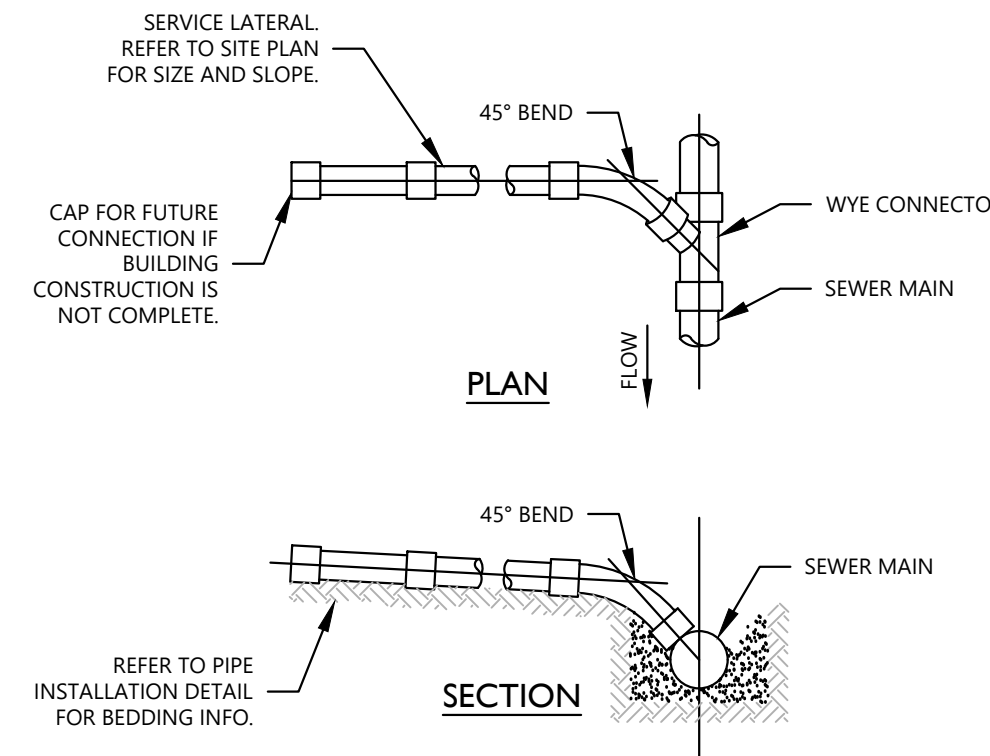 SERVICE LATERAL.
REFER TO SITE PLAN
FOR SIZE AND SLOPE.
45° BEND
CAP FOR FUTURE
CONNECTION IF
BUILDING
CONSTRUCTION IS
NOT COMPLETE.
WYE CONNECTO
SEWER MAIN
FLOW
PLAN
45° BEND
SEWER MAIN
REFER TO PIPE
INSTALLATION DETAIL
FOR BEDDING INFO.
SECTION